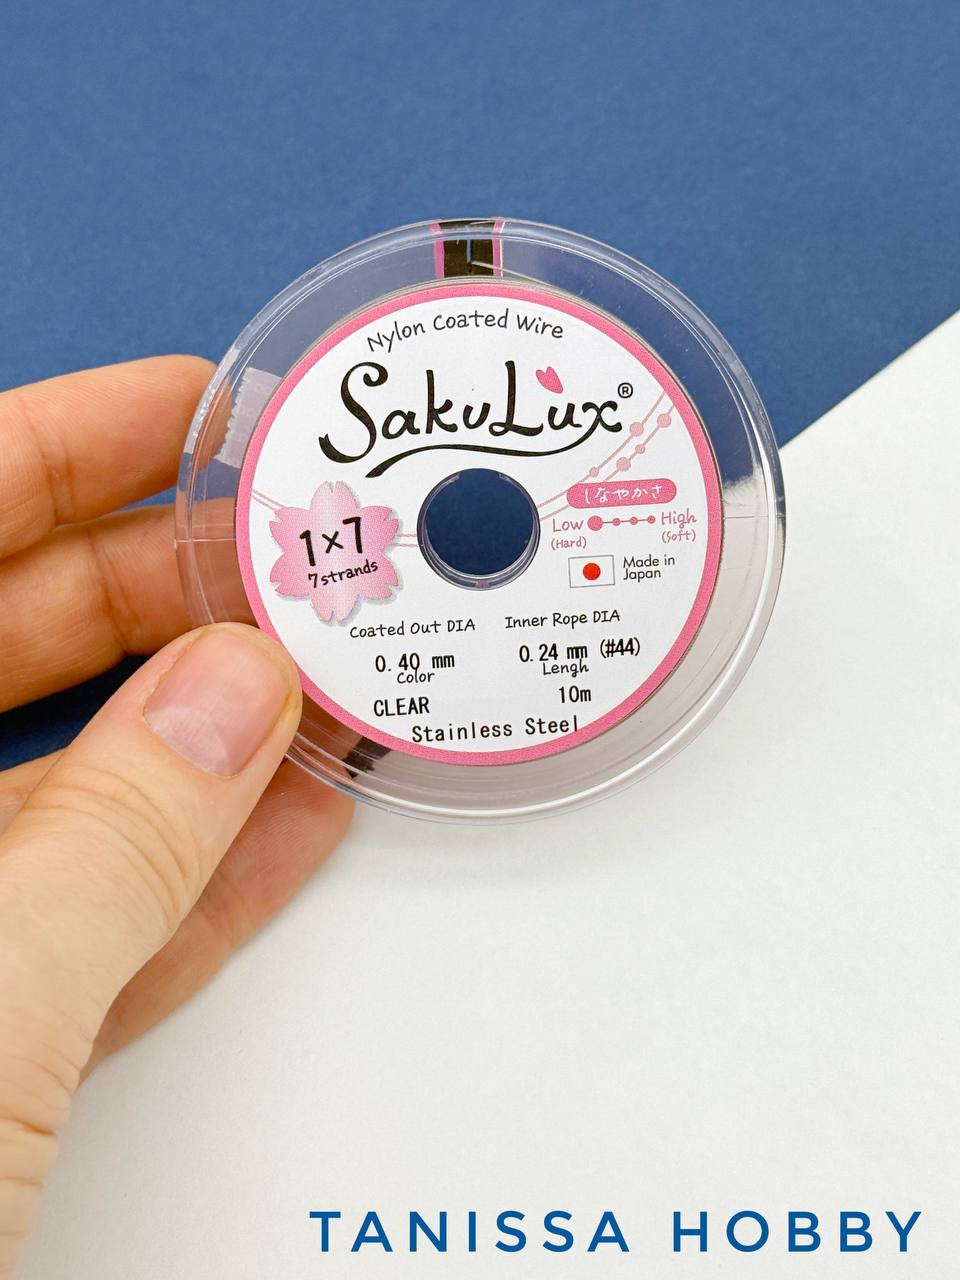 Nylon Coated Wire
SakuLux®
しなやかさ
1×7
7strands
Low High
(Hard) (Soft)
Made in
Japan
Coated Out DIA Inner Rope DIA
0.40 mm 0.24 mm (#44)
Color Lengh
CLEAR 10m
Stainless Steel
TANISSA HOBBY